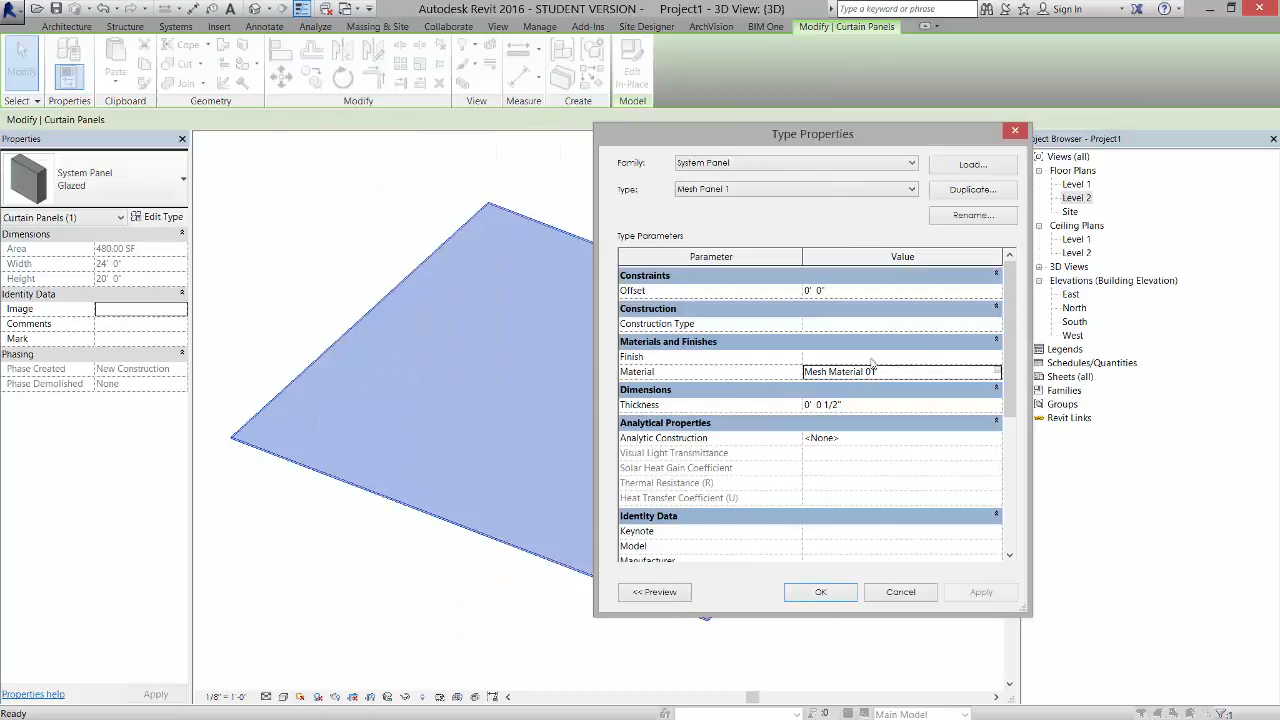 Autodesk Revit 2016 - STUDENT VERSION - Project1 - 3D View: {3D}
Type a keyword or phrase
Sign In
Architecture Structure Systems Insert Annotate Analyze Massing & Site Collaborate View Manage Add-Ins Site Designer ArchVision BIM One Modify | Curtain Panels
Modify
Paste
Cope
Cut
Join
Edit
In-Place
Select Properties Clipboard Geometry Modify View Measure Create Model
Modify | Curtain Panels
Properties
System Panel
Glazed
Curtain Panels (1)
Edit Type
Dimensions
Area 480.00 SF
Width 24' 0"
Height 20' 0"
Identity Data
Image
Comments
Mark
Phasing
Phase Created New Construction
Phase Demolished None
Properties help
Apply
Type Properties
Family: System Panel Load...
Type: Mesh Panel 1 Duplicate...
Rename...
Type Parameters
Parameter Value
Constraints
Offset 0' 0"
Construction
Construction Type
Materials and Finishes
Finish
Material Mesh Material 01
Dimensions
Thickness 0' 0 1/2"
Analytical Properties
Analytic Construction <None>
Visual Light Transmittance
Solar Heat Gain Coefficient
Thermal Resistance (R)
Heat Transfer Coefficient (U)
Identity Data
Keynote
Model
Manufacturer
<< Preview OK Cancel Apply
ject Browser - Project1
Views (all)
Floor Plans
Level 1
Level 2
Site
Ceiling Plans
Level 1
Level 2
3D Views
Elevations (Building Elevation)
East
North
South
West
Legends
Schedules/Quantities
Sheets (all)
Families
Groups
Revit Links
1/8" = 1'-0"
Ready
:0
Main Model
:1